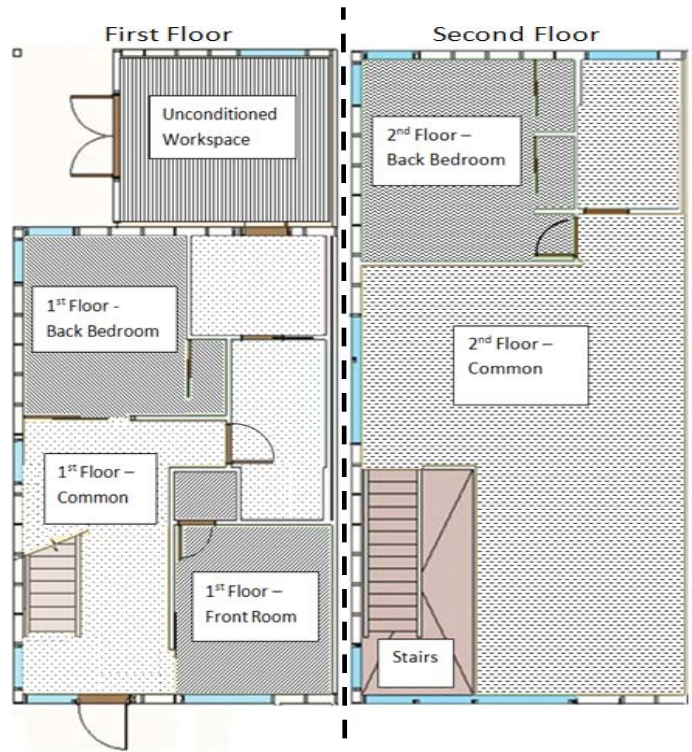 First Floor
Second Floor
Unconditioned
Workspace
2nd Floor –
Back Bedroom
1st Floor -
Back Bedroom
2nd Floor –
Common
1st Floor –
Common
1st Floor –
Front Room
Stairs